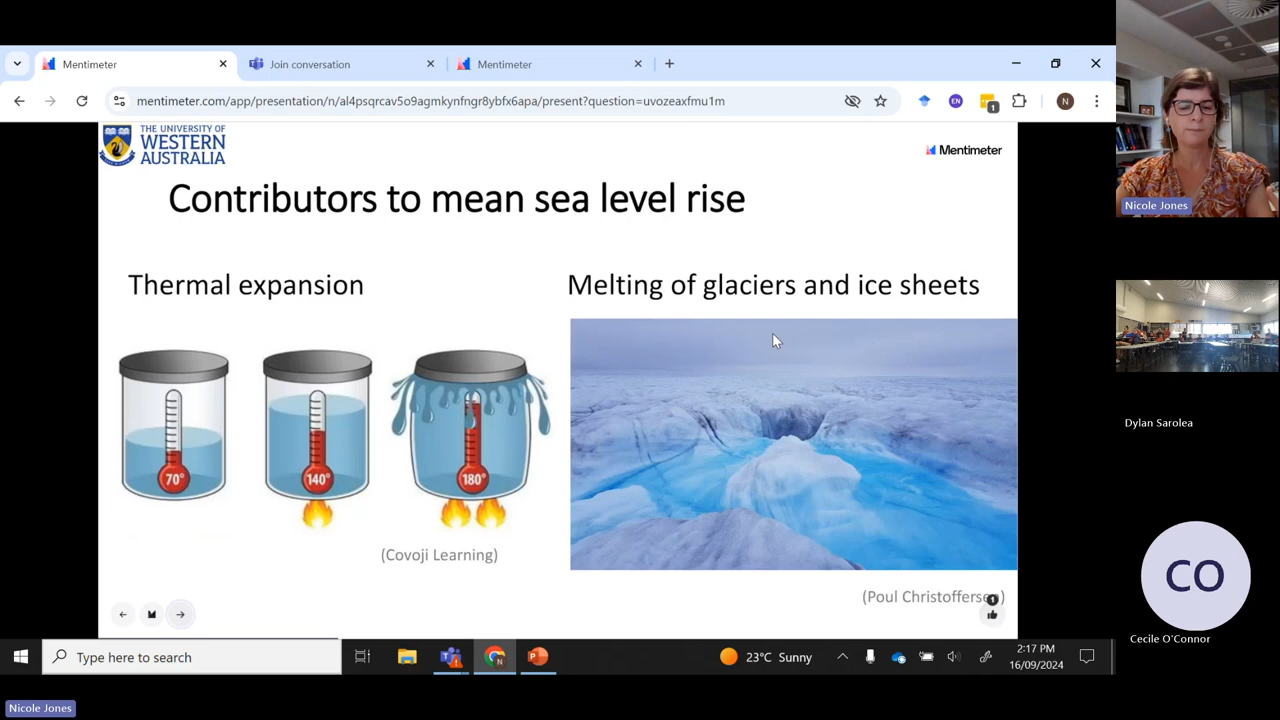 Mentimeter
Join conversation
Mentimeter
mentimeter.com/app/presentation/n/al4psqrcav5o9agmkynfngr8ybfx6apa/present?question=uvozeaxfmu1m
EN
1
N
THE UNIVERSITY OF
WESTERN
AUSTRALIA
Mentimeter
Contributors to mean sea level rise
Thermal expansion
Melting of glaciers and ice sheets
70°
140°
180°
(Covoji Learning)
(Poul Christoffersen)
1
Type here to search
23°C Sunny
2:17 PM
16/09/2024
Nicole Jones
Dylan Sarolea
CO
Cecile O'Connor
Nicole Jones